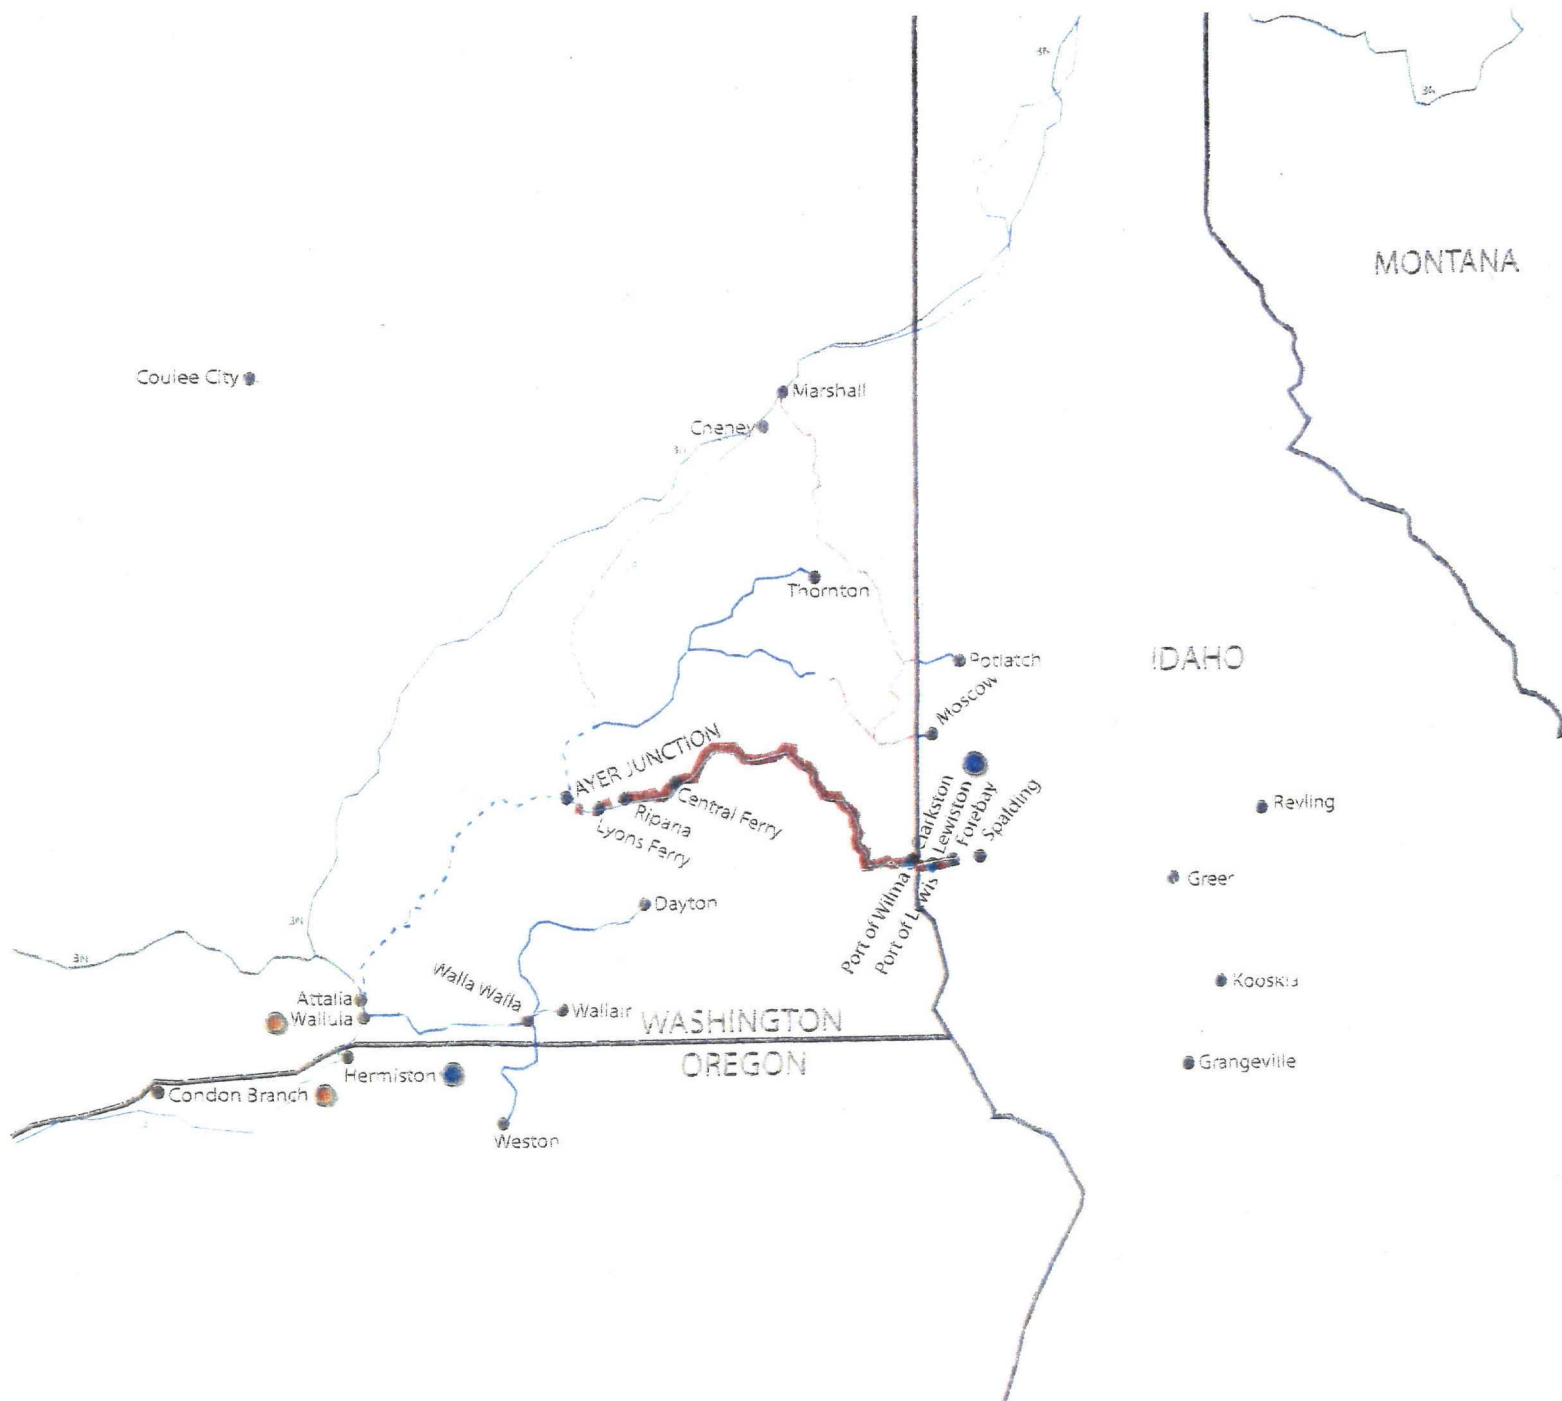 MONTANA
Coulee City
Marshall
Cheney
Thornton
Potlatch
IDAHO
Moscow
AYER JUNCTION
Central Ferry
Riparia
Lyons Ferry
Clarkston
Lewiston
Forebay
Spalding
Revling
Greer
Port of Wilma
Port of Lewis
Dayton
Walla Walla
Kooskia
Attalia
Wallula
Wallair
WASHINGTON
OREGON
Hermiston
Grangeville
Condon Branch
Weston